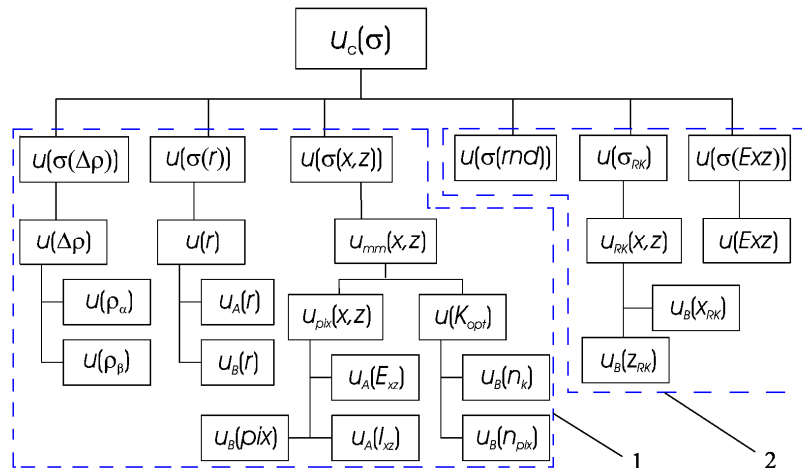 u_c(σ)
u(σ(Δρ)) u(σ(r)) u(σ(x,z)) u(σ(rnd)) u(σ_RK) u(σ(Exz))
u(Δρ) u(r) u_mm(x,z) u_RK(x,z) u(Exz)
u(ρ_α) u_A(r) u_pix(x,z) u(K_opt) u_B(x_RK)
u(ρ_β) u_B(r) u_A(E_xz) u_B(n_k) u_B(z_RK)
u_B(pix) u_A(I_xz) u_B(n_pix) 1 2